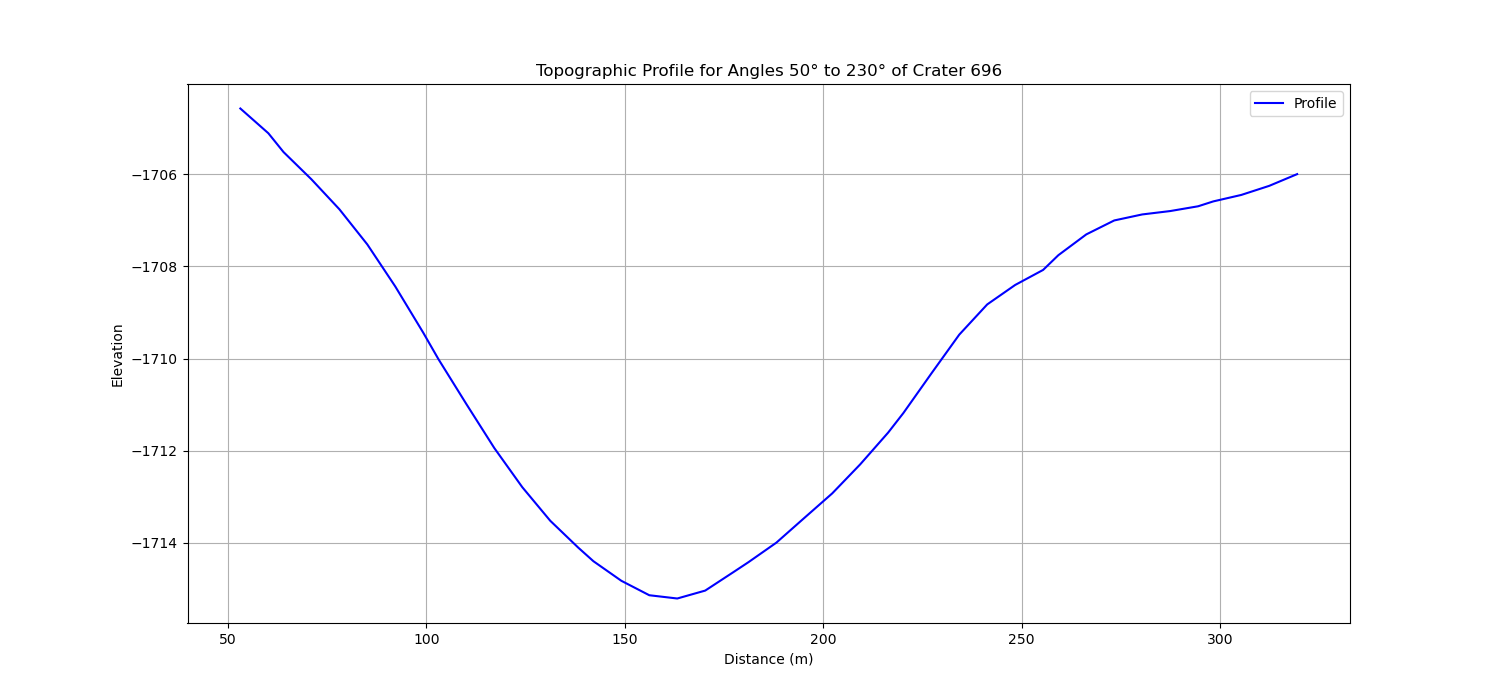 Topographic Profile for Angles 50° to 230° of Crater 696
Profile
−1706
−1708
−1710
−1712
−1714
Elevation
50 100 150 200 250 300
Distance (m)